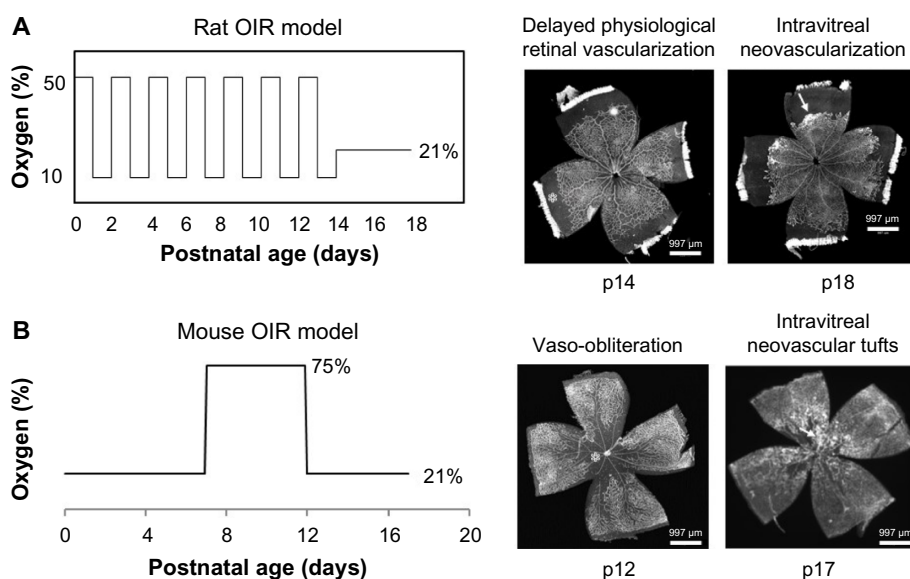 A
Rat OIR model
Oxygen (%)
50
10
21%
0 2 4 6 8 10 12 14 16 18
Postnatal age (days)
Delayed physiological
retinal vascularization
997 µm
p14
Intravitreal
neovascularization
997 µm
p18
B
Mouse OIR model
Oxygen (%)
75%
21%
0 4 8 12 16 20
Postnatal age (days)
Vaso-obliteration
997 µm
p12
Intravitreal
neovascular tufts
997 µm
p17